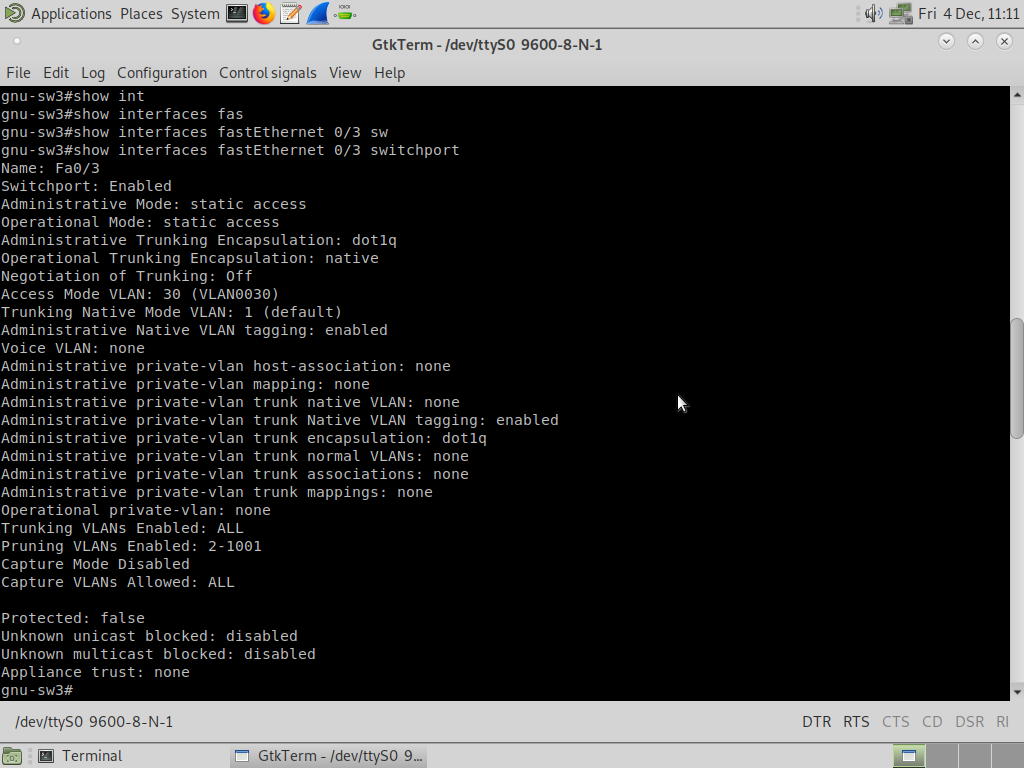 Applications Places System Fri 4 Dec, 11:11
GtkTerm - /dev/ttyS0 9600-8-N-1
File Edit Log Configuration Control signals View Help
gnu-sw3#show int
gnu-sw3#show interfaces fas
gnu-sw3#show interfaces fastEthernet 0/3 sw
gnu-sw3#show interfaces fastEthernet 0/3 switchport
Name: Fa0/3
Switchport: Enabled
Administrative Mode: static access
Operational Mode: static access
Administrative Trunking Encapsulation: dot1q
Operational Trunking Encapsulation: native
Negotiation of Trunking: Off
Access Mode VLAN: 30 (VLAN0030)
Trunking Native Mode VLAN: 1 (default)
Administrative Native VLAN tagging: enabled
Voice VLAN: none
Administrative private-vlan host-association: none
Administrative private-vlan mapping: none
Administrative private-vlan trunk native VLAN: none
Administrative private-vlan trunk Native VLAN tagging: enabled
Administrative private-vlan trunk encapsulation: dot1q
Administrative private-vlan trunk normal VLANs: none
Administrative private-vlan trunk associations: none
Administrative private-vlan trunk mappings: none
Operational private-vlan: none
Trunking VLANs Enabled: ALL
Pruning VLANs Enabled: 2-1001
Capture Mode Disabled
Capture VLANs Allowed: ALL
Protected: false
Unknown unicast blocked: disabled
Unknown multicast blocked: disabled
Appliance trust: none
gnu-sw3#
/dev/ttyS0 9600-8-N-1 DTR RTS CTS CD DSR RI
Terminal GtkTerm - /dev/ttyS0 9...